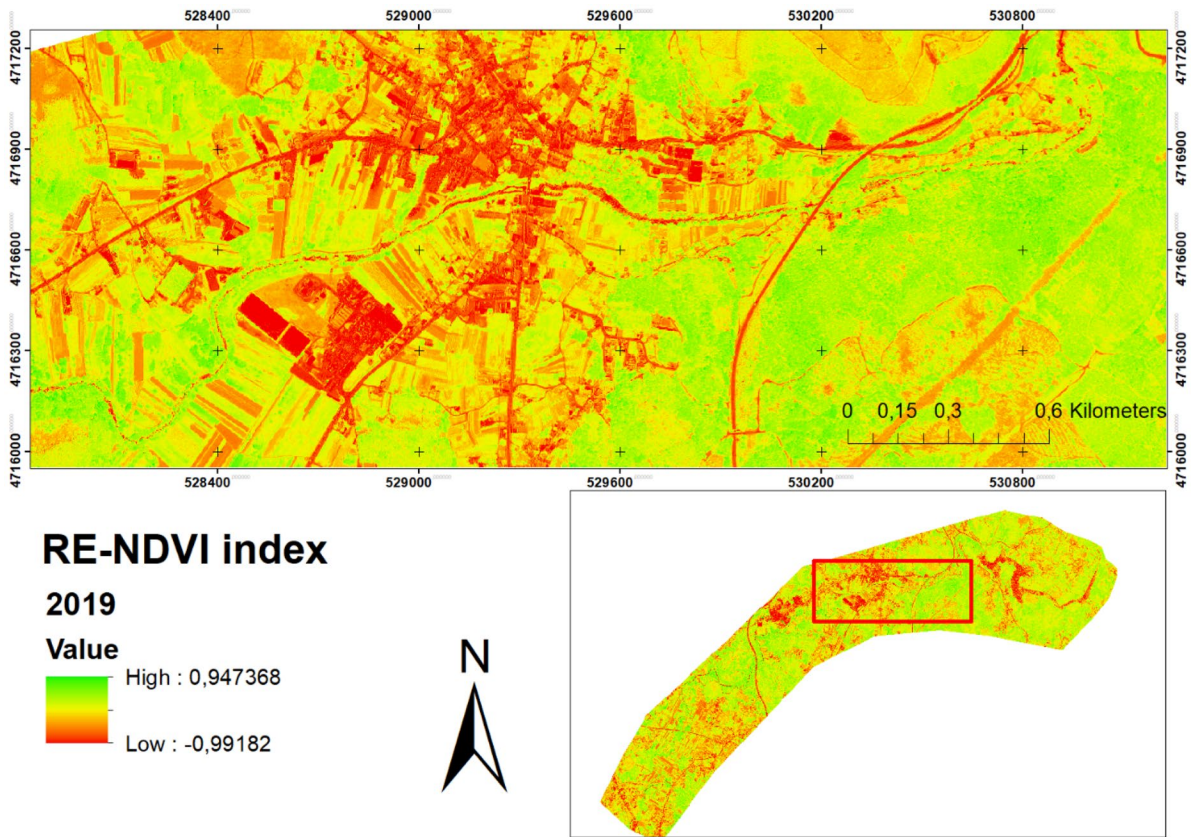 528400 529000 529600 530200 530800
4717200 4717200
4716900 4716900
4716600 4716600
4716300 4716300
0 0,15 0,3 0,6 Kilometers
4716000 4716000
528400 529000 529600 530200 530800
RE-NDVI index
2019
Value
High : 0,947368
Low : -0,99182
N